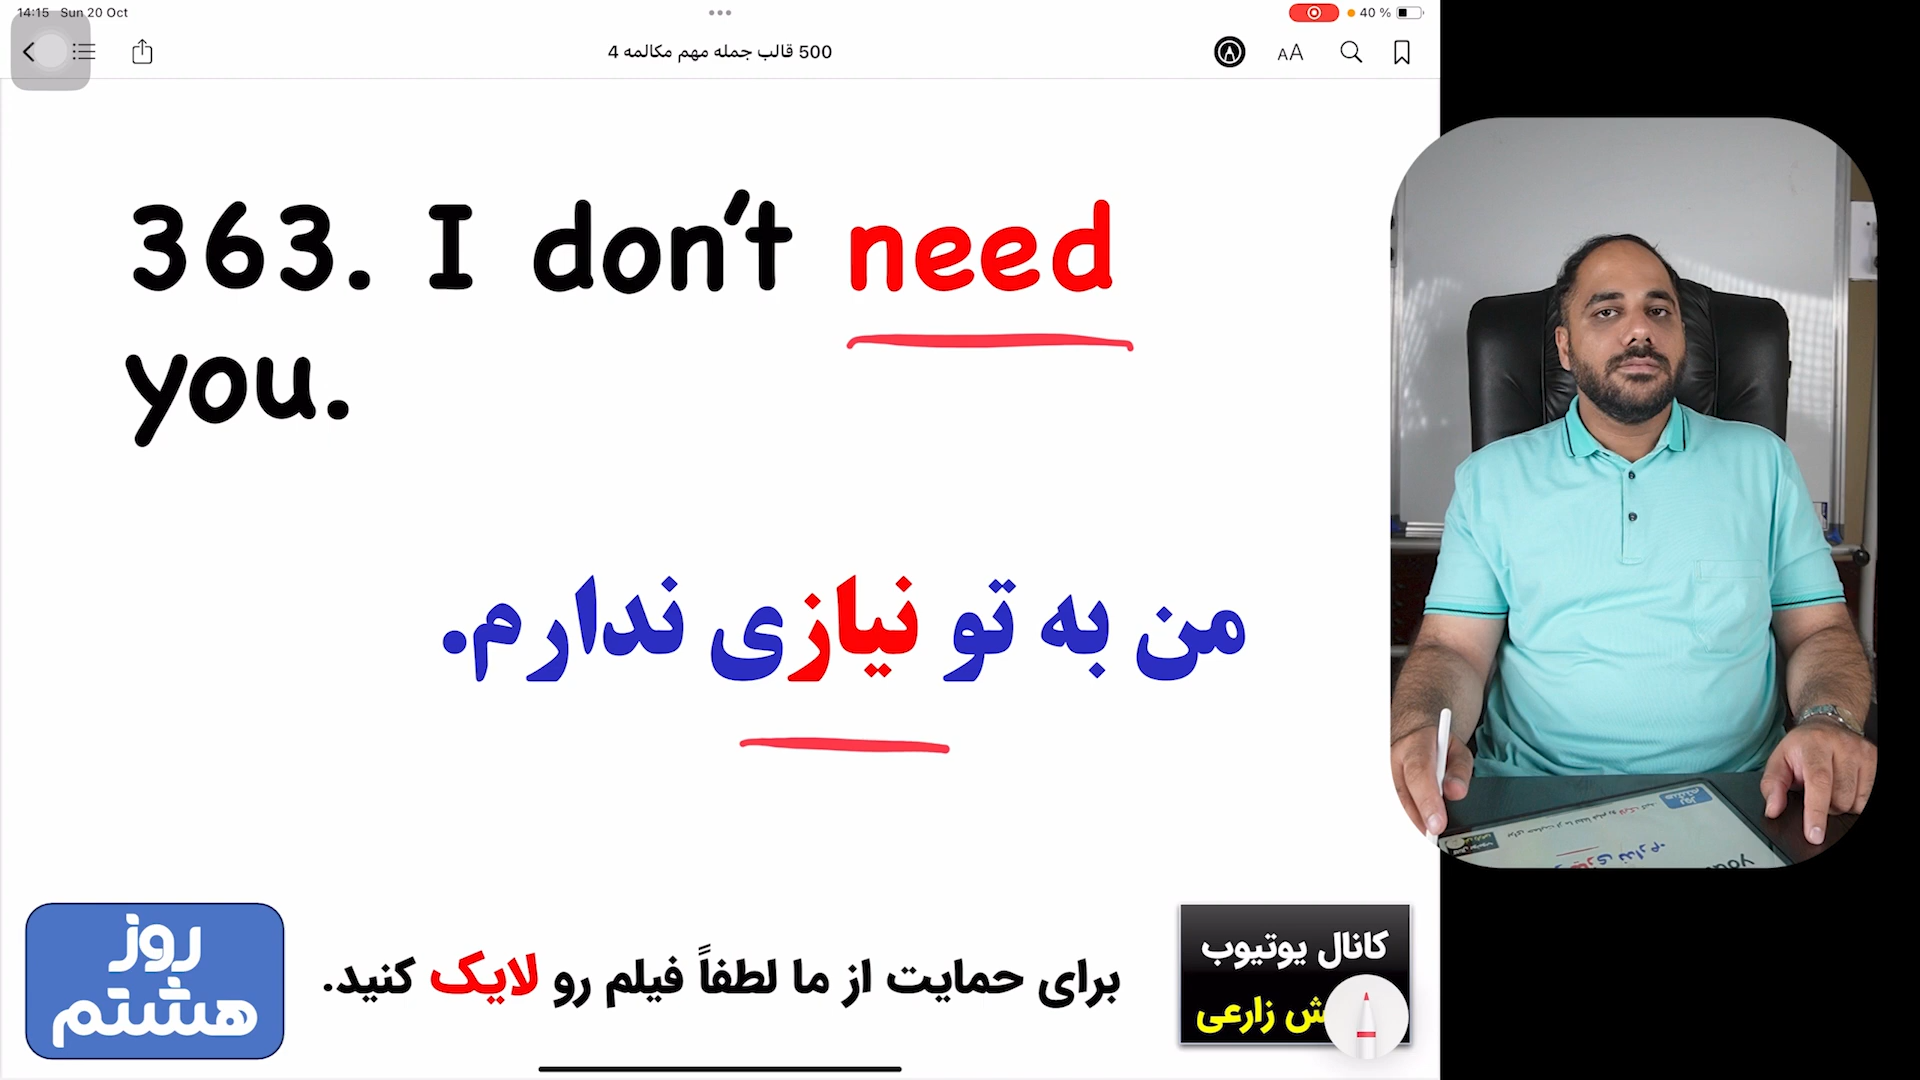 14:15 Sun 20 Oct
40 %
500 قالب جمله مهم مکالمه 4
AA
363. I don't need
you.
من به تو نیازی ندارم.
روز
هشتم
برای حمایت از ما لطفاً فیلم رو لایک کنید.
کانال یوتیوب
زارعی